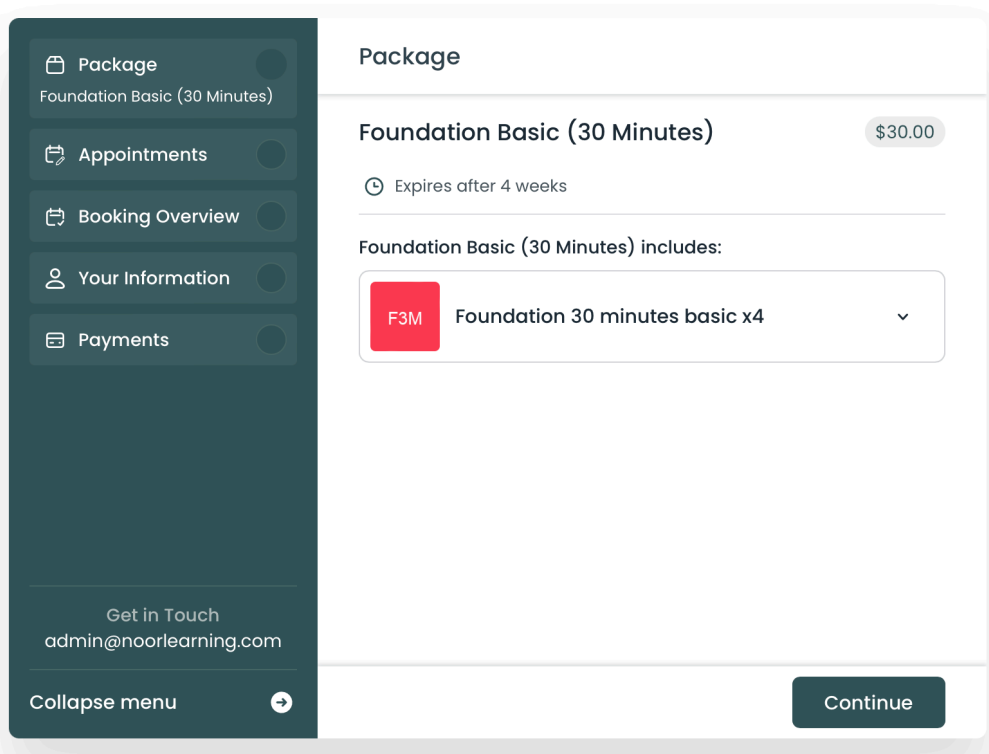 Package
Foundation Basic (30 Minutes)
Appointments
Booking Overview
Your Information
Payments
Get in Touch
admin@noorlearning.com
Collapse menu
Package
Foundation Basic (30 Minutes)
$30.00
Expires after 4 weeks
Foundation Basic (30 Minutes) includes:
F3M
Foundation 30 minutes basic x4
Continue